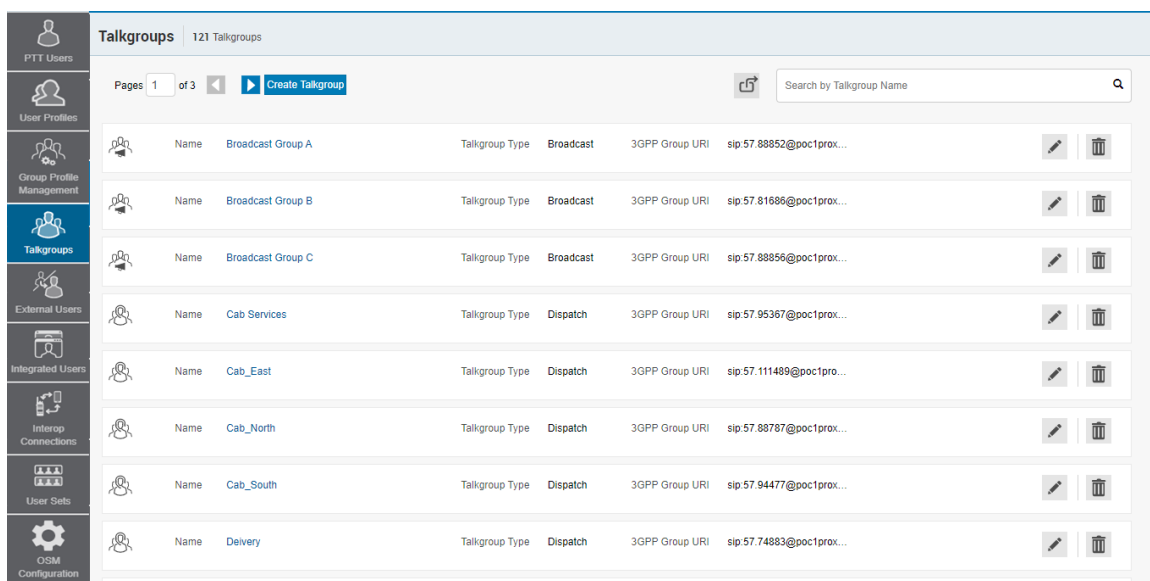 PTT Users
User Profiles
Group Profile
Management
Talkgroups
External Users
Integrated Users
Interop
Connections
User Sets
OSM
Configuration
Talkgroups 121 Talkgroups
Pages 1 of 3 Create Talkgroup Search by Talkgroup Name
Name Broadcast Group A Talkgroup Type Broadcast 3GPP Group URI sip:57.88852@poc1prox...
Name Broadcast Group B Talkgroup Type Broadcast 3GPP Group URI sip:57.81686@poc1prox...
Name Broadcast Group C Talkgroup Type Broadcast 3GPP Group URI sip:57.88856@poc1prox...
Name Cab Services Talkgroup Type Dispatch 3GPP Group URI sip:57.95367@poc1prox...
Name Cab_East Talkgroup Type Dispatch 3GPP Group URI sip:57.111489@poc1pro...
Name Cab_North Talkgroup Type Dispatch 3GPP Group URI sip:57.88787@poc1prox...
Name Cab_South Talkgroup Type Dispatch 3GPP Group URI sip:57.94477@poc1prox...
Name Deivery Talkgroup Type Dispatch 3GPP Group URI sip:57.74883@poc1prox...